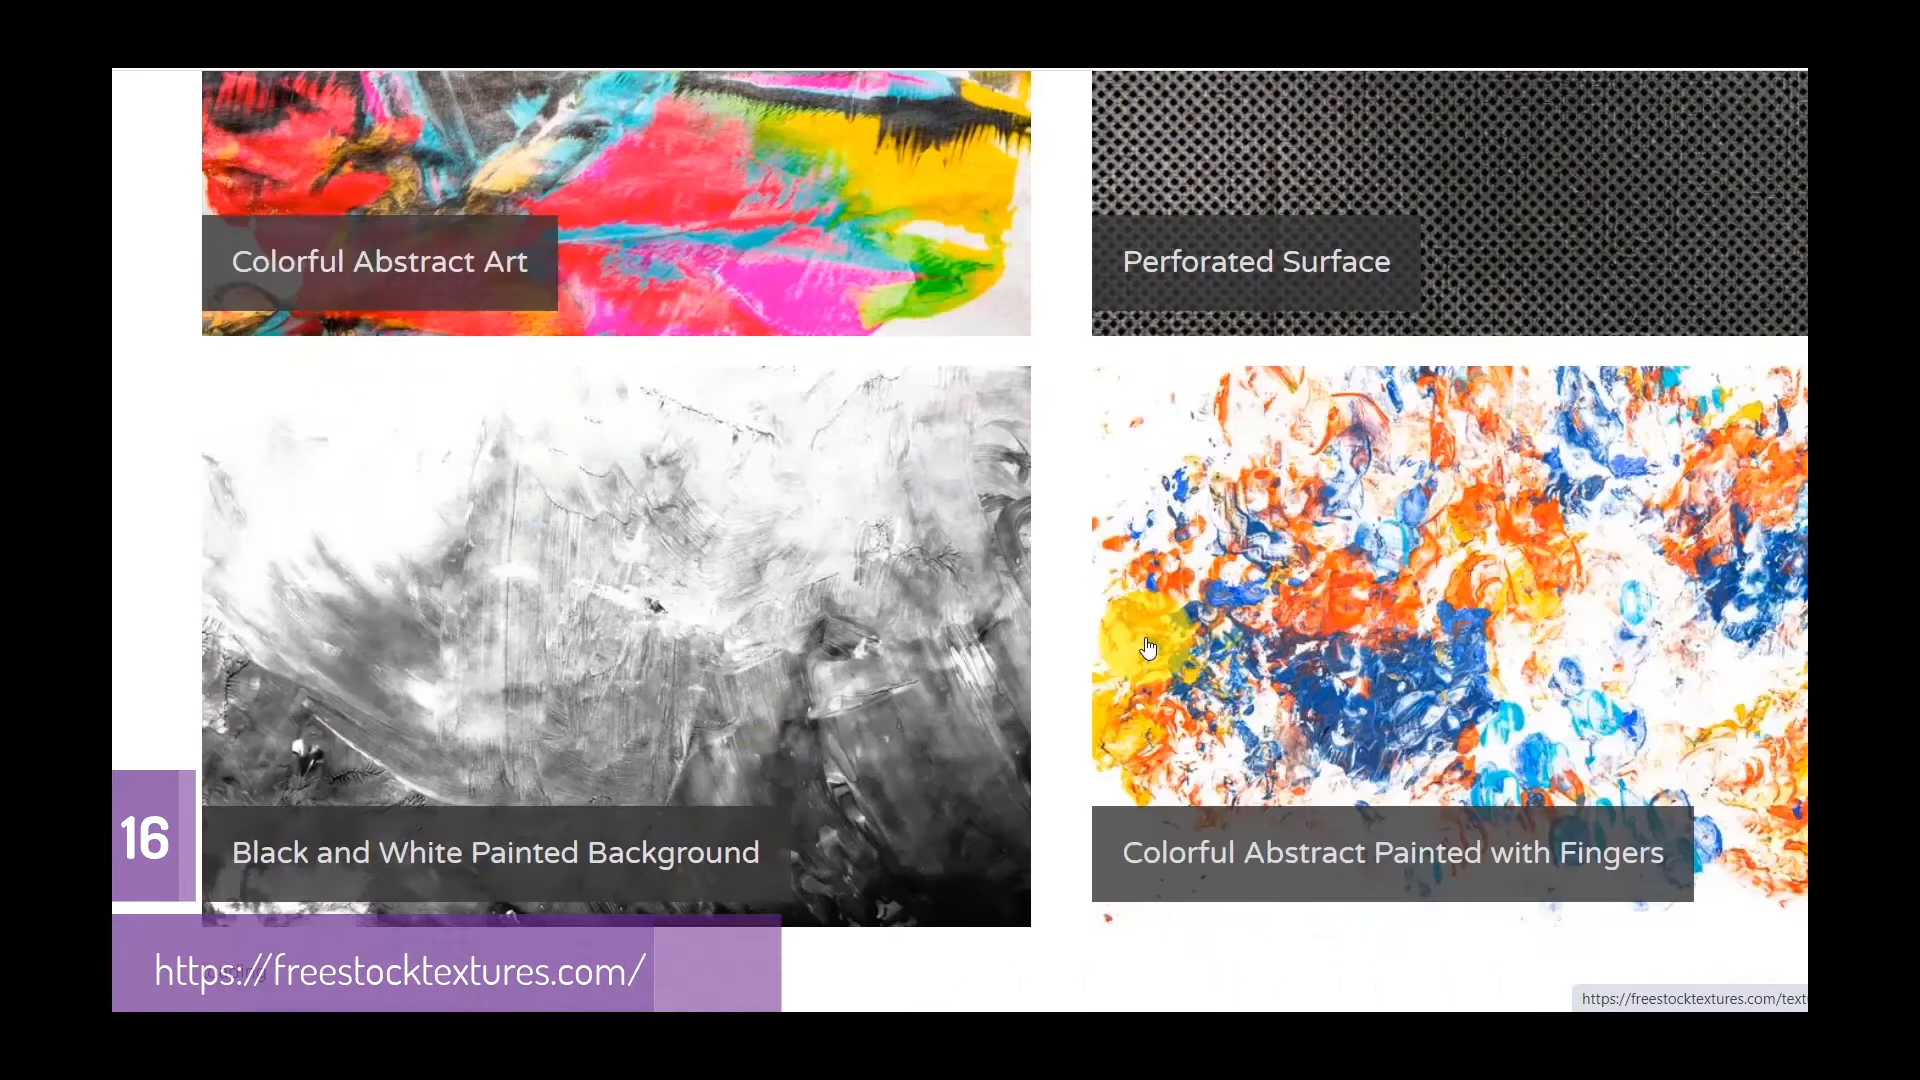 Colorful Abstract Art
Perforated Surface
Black and White Painted Background
Colorful Abstract Painted with Fingers
16
https://freestocktextures.com/
https://freestocktextures.com/text